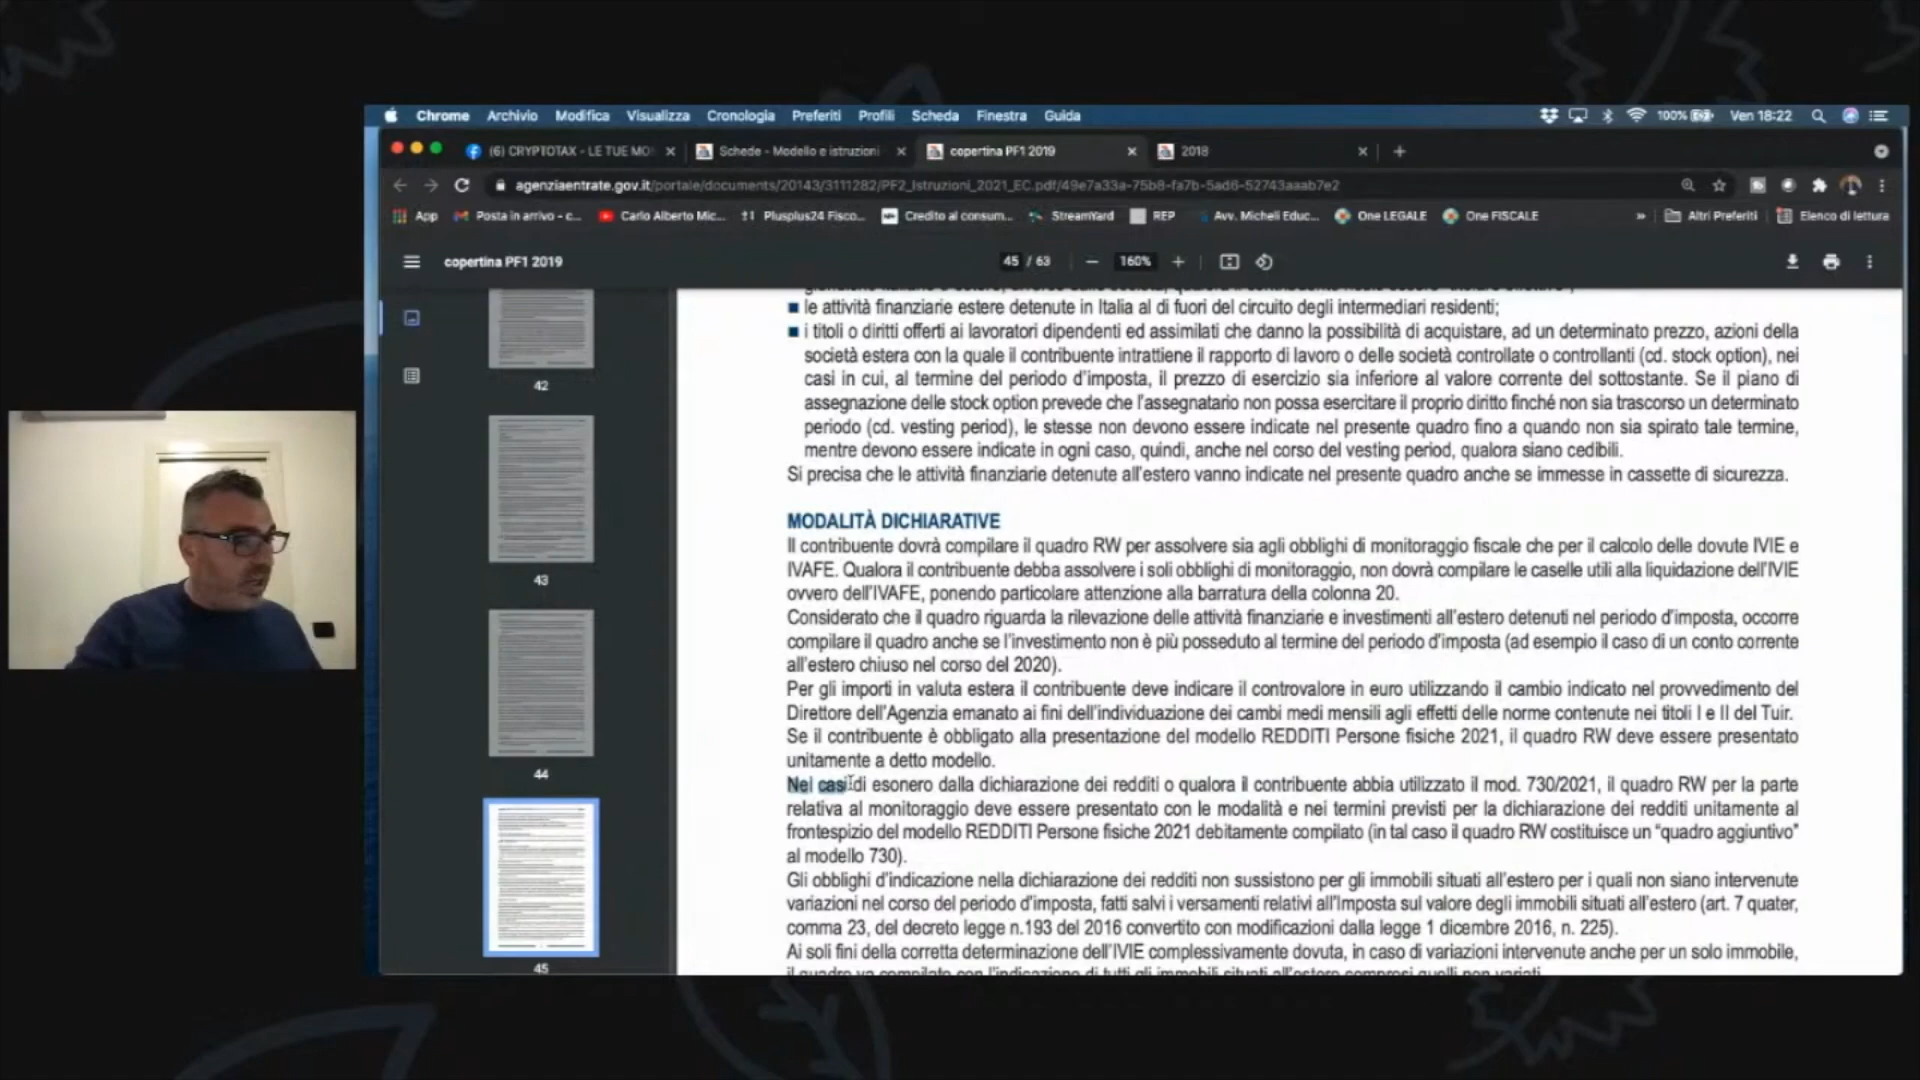 Chrome Archivio Modifica Visualizza Cronologia Preferiti Profili Scheda Finestra Guida 100% Ven 18:22
(6) CRYPTOTAX - LE TUE MO Schede - Modello e istruzioni copertina PF1 2019 2018
agenziaentrate.gov.it/portale/documents/20143/3111282/PF2_Istruzioni_2021_EC.pdf/49e7a33a-75b8-fa7b-5ad6-52743aaab7e2
App Posta in arrivo - c... Carlo Alberto Mic... Plusplus24 Fisco... Credito al consum... StreamYard REP Avv. Micheli Educ... One LEGALE One FISCALE » Altri Preferiti Elenco di lettura
copertina PF1 2019 45 / 63 160%
42
43
44
45
le attività finanziarie estere detenute in Italia al di fuori del circuito degli intermediari residenti;
i titoli o diritti offerti ai lavoratori dipendenti ed assimilati che danno la possibilità di acquistare, ad un determinato prezzo, azioni della
società estera con la quale il contribuente intrattiene il rapporto di lavoro o delle società controllate o controllanti (cd. stock option), nei
casi in cui, al termine del periodo d'imposta, il prezzo di esercizio sia inferiore al valore corrente del sottostante. Se il piano di
assegnazione delle stock option prevede che l'assegnatario non possa esercitare il proprio diritto finché non sia trascorso un determinato
periodo (cd. vesting period), le stesse non devono essere indicate nel presente quadro fino a quando non sia spirato tale termine,
mentre devono essere indicate in ogni caso, quindi, anche nel corso del vesting period, qualora siano cedibili.
Si precisa che le attività finanziarie detenute all'estero vanno indicate nel presente quadro anche se immesse in cassette di sicurezza.
MODALITÀ DICHIARATIVE
Il contribuente dovrà compilare il quadro RW per assolvere sia agli obblighi di monitoraggio fiscale che per il calcolo delle dovute IVIE e
IVAFE. Qualora il contribuente debba assolvere i soli obblighi di monitoraggio, non dovrà compilare le caselle utili alla liquidazione dell'IVIE
ovvero dell'IVAFE, ponendo particolare attenzione alla barratura della colonna 20.
Considerato che il quadro riguarda la rilevazione delle attività finanziarie e investimenti all'estero detenuti nel periodo d'imposta, occorre
compilare il quadro anche se l'investimento non è più posseduto al termine del periodo d'imposta (ad esempio il caso di un conto corrente
all'estero chiuso nel corso del 2020).
Per gli importi in valuta estera il contribuente deve indicare il controvalore in euro utilizzando il cambio indicato nel provvedimento del
Direttore dell'Agenzia emanato ai fini dell'individuazione dei cambi medi mensili agli effetti delle norme contenute nei titoli I e II del Tuir.
Se il contribuente è obbligato alla presentazione del modello REDDITI Persone fisiche 2021, il quadro RW deve essere presentato
unitamente a detto modello.
Nei casi di esonero dalla dichiarazione dei redditi o qualora il contribuente abbia utilizzato il mod. 730/2021, il quadro RW per la parte
relativa al monitoraggio deve essere presentato con le modalità e nei termini previsti per la dichiarazione dei redditi unitamente al
frontespizio del modello REDDITI Persone fisiche 2021 debitamente compilato (in tal caso il quadro RW costituisce un "quadro aggiuntivo"
al modello 730).
Gli obblighi d'indicazione nella dichiarazione dei redditi non sussistono per gli immobili situati all'estero per i quali non siano intervenute
variazioni nel corso del periodo d'imposta, fatti salvi i versamenti relativi all'Imposta sul valore degli immobili situati all'estero (art. 7 quater,
comma 23, del decreto legge n.193 del 2016 convertito con modificazioni dalla legge 1 dicembre 2016, n. 225).
Ai soli fini della corretta determinazione dell'IVIE complessivamente dovuta, in caso di variazioni intervenute anche per un solo immobile,
il quadro va compilato con l'indicazione di tutti gli immobili situati all'estero compresi quelli non variati.